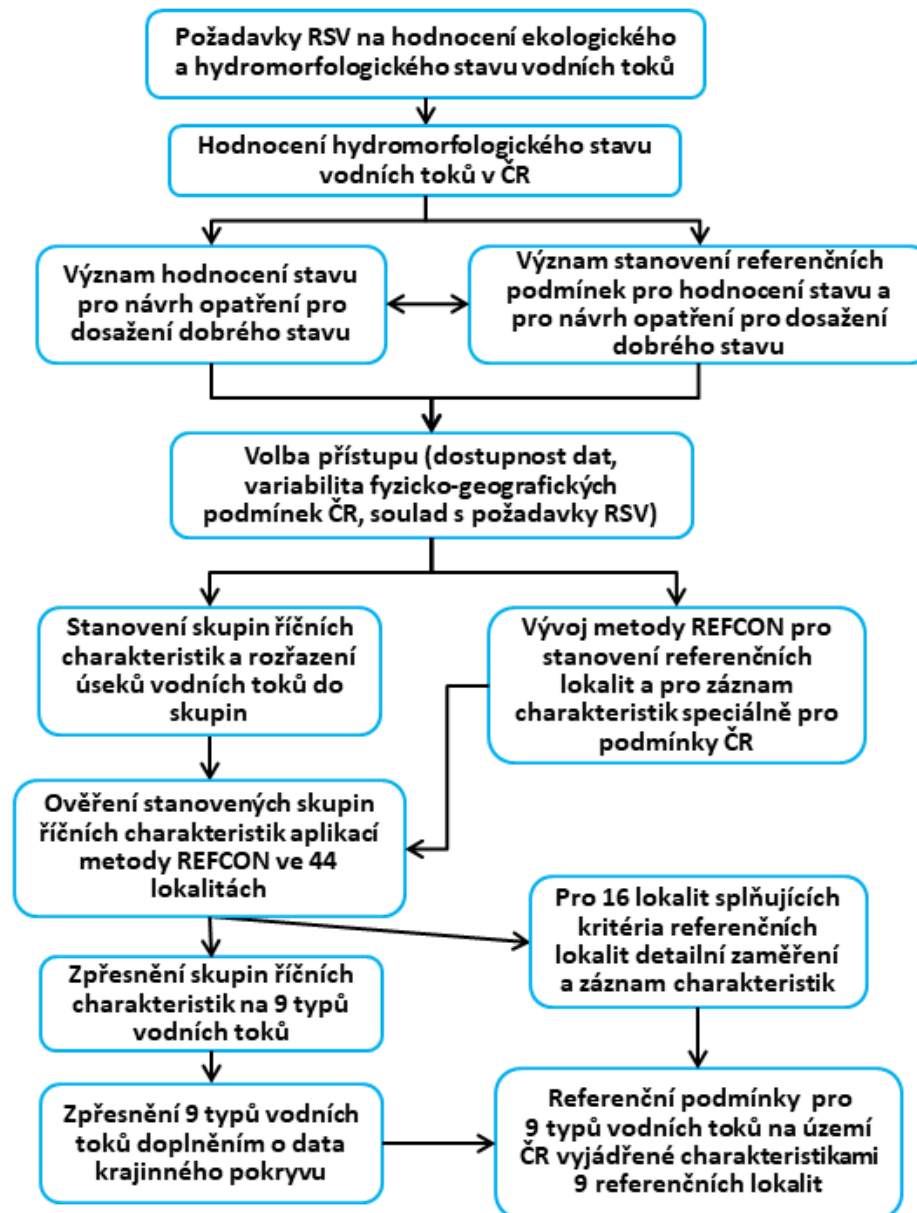 Požadavky RSV na hodnocení ekologického
a hydromorfologického stavu vodních toků
Hodnocení hydromorfologického stavu
vodních toků v ČR
Význam hodnocení stavu
pro návrh opatření pro
dosažení dobrého stavu
Význam stanovení referenčních
podmínek pro hodnocení stavu a
pro návrh opatření pro dosažení
dobrého stavu
Volba přístupu (dostupnost dat,
variabilita fyzicko-geografických
podmínek ČR, soulad s požadavky RSV)
Stanovení skupin říčních
charakteristik a rozřazení
úseků vodních toků do
skupin
Vývoj metody REFCON pro
stanovení referenčních
lokalit a pro záznam
charakteristik speciálně pro
podmínky ČR
Ověření stanovených skupin
říčních charakteristik aplikací
metody REFCON ve 44
lokalitách
Pro 16 lokalit splňujících
kritéria referenčních
lokalit detailní zaměření
a záznam charakteristik
Zpřesnění skupin říčních
charakteristik na 9 typů
vodních toků
Zpřesnění 9 typů vodních
toků doplněním o data
krajinného pokryvu
Referenční podmínky pro
9 typů vodních toků na území
ČR vyjádřené charakteristikami
9 referenčních lokalit